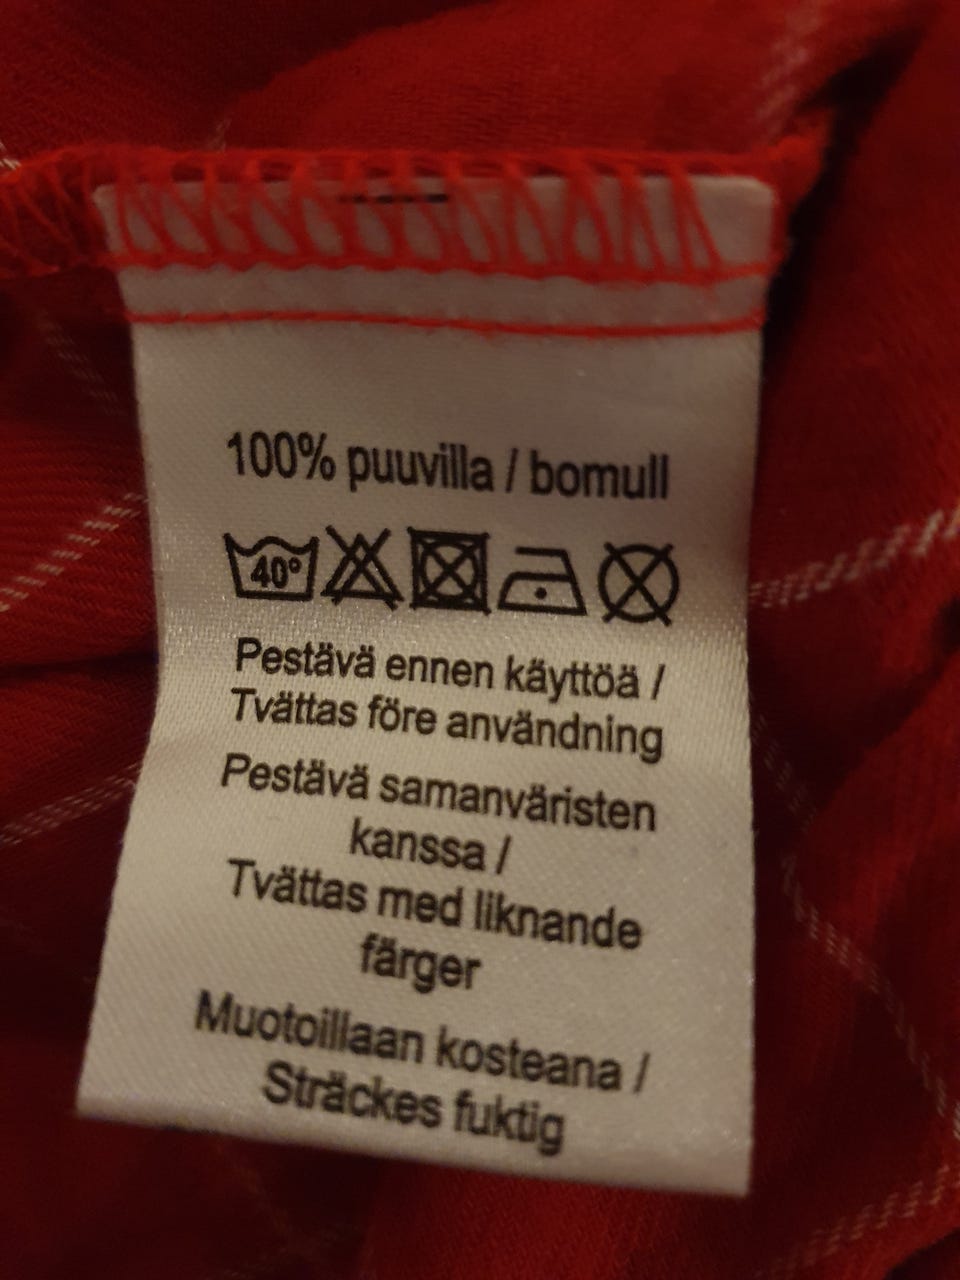 100% puuvilla / bomull
40°
Pestävä ennen käyttöä /
Tvättas före användning
Pestävä samanväristen
kanssa /
Tvättas med liknande
färger
Muotoillaan kosteana /
Sträckes fuktig